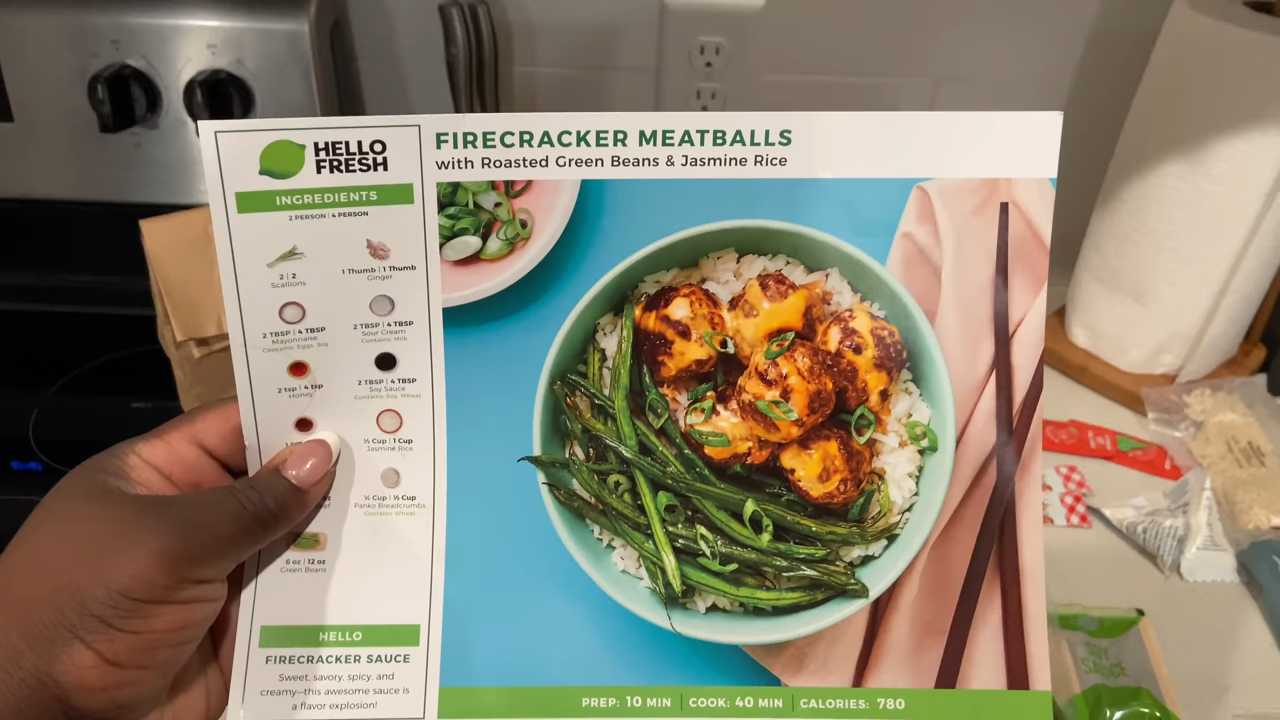 HELLO
FRESH
INGREDIENTS
2 PERSON | 4 PERSON
2 | 2
Scallions
1 Thumb | 1 Thumb
Ginger
2 TBSP | 4 TBSP
Mayonnaise
Contains: Eggs, Soy
2 TBSP | 4 TBSP
Sour Cream
Contains: Milk
2 tsp | 4 tsp
Honey
2 TBSP | 4 TBSP
Soy Sauce
Contains: Soy, Wheat
½ Cup | 1 Cup
Jasmine Rice
¼ Cup | ½ Cup
Panko Breadcrumbs
Contains: Wheat
6 oz | 12 oz
Green Beans
HELLO
FIRECRACKER SAUCE
Sweet, savory, spicy, and
creamy—this awesome sauce is
a flavor explosion!
FIRECRACKER MEATBALLS
with Roasted Green Beans & Jasmine Rice
PREP: 10 MIN | COOK: 40 MIN | CALORIES: 780
SOY
SAUCE